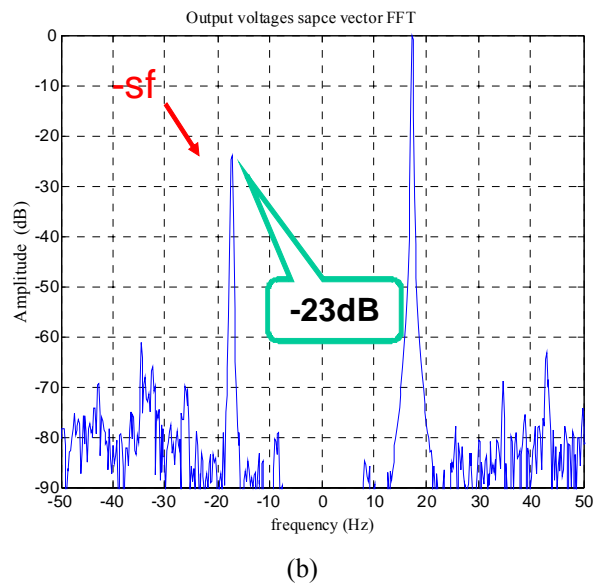 Output voltages sapce vector FFT
0
-10
-20
-30
-40
-50
-60
-70
-80
-90
Amplitude (dB)
-sf
-23dB
-50 -40 -30 -20 -10 0 10 20 30 40 50
frequency (Hz)
(b)